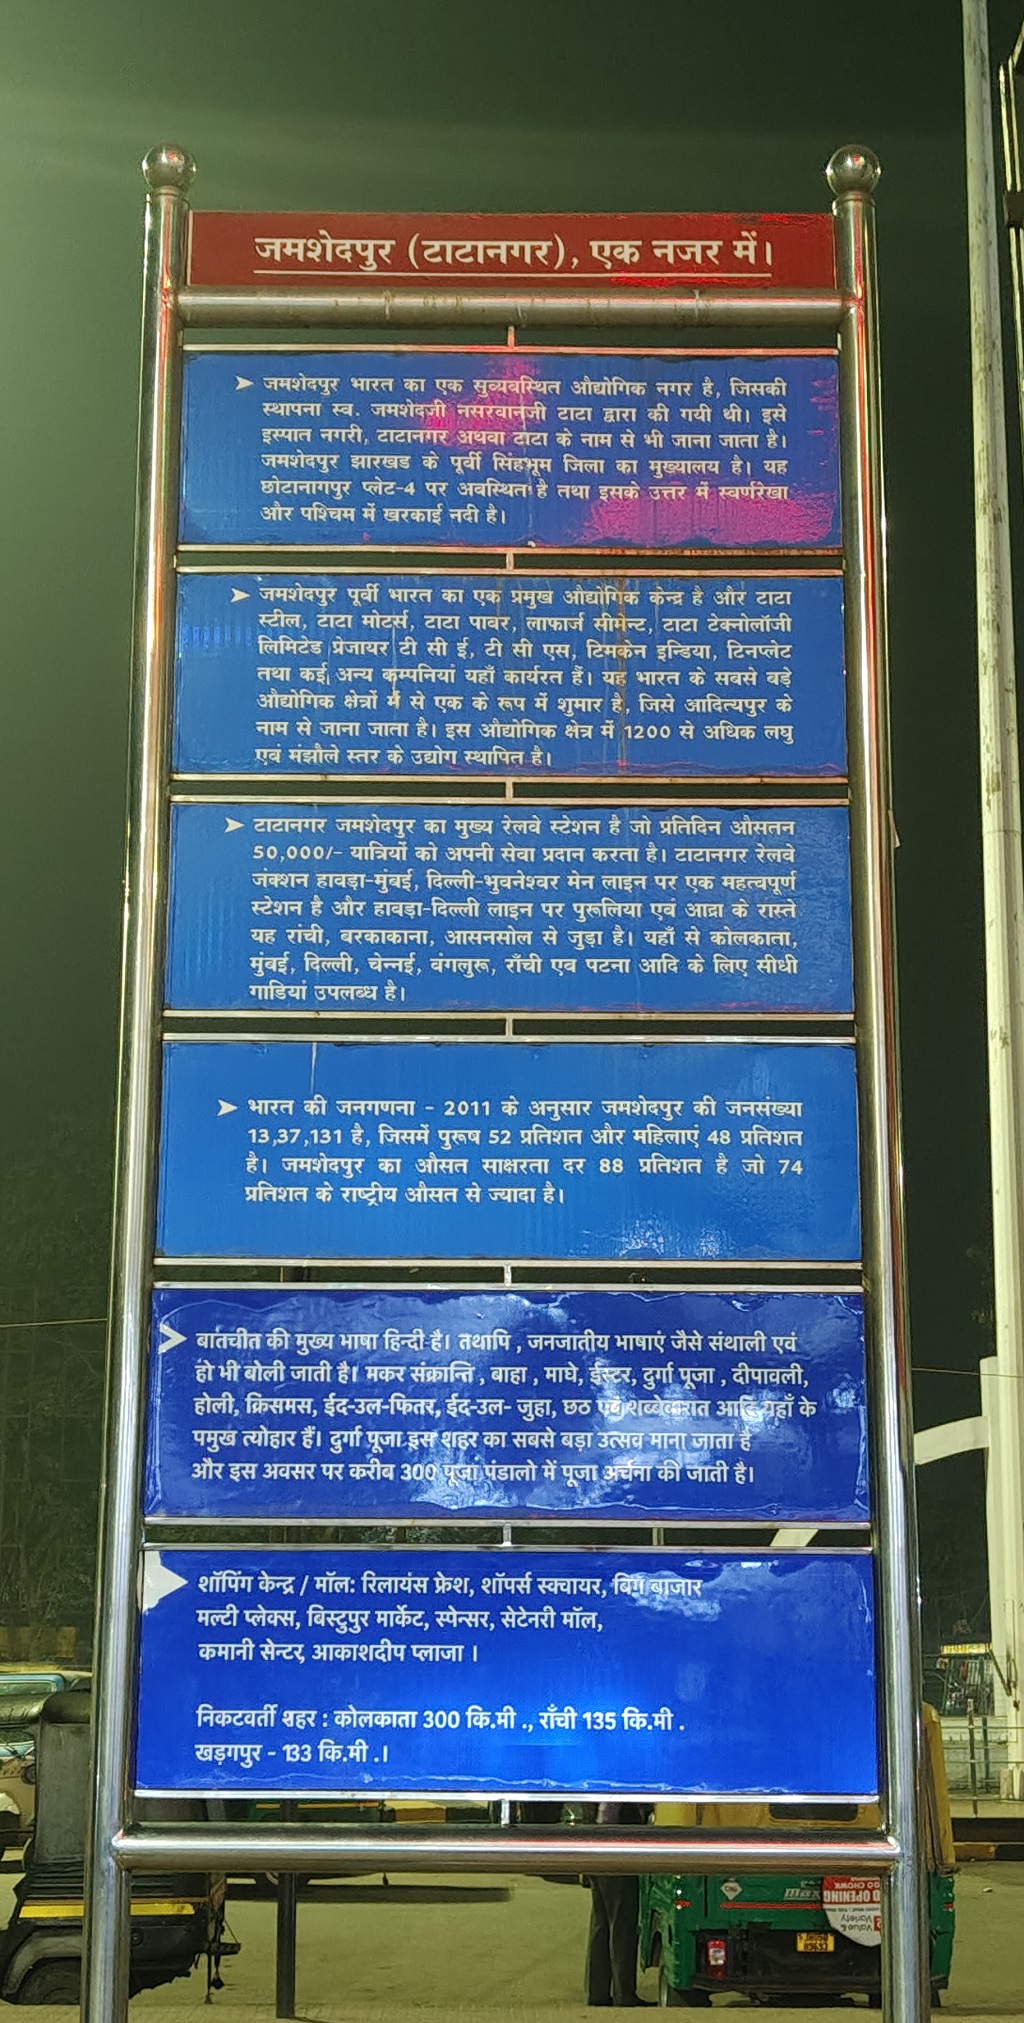 जमशेदपुर (टाटानगर), एक नजर में।
➤ जमशेदपुर भारत का एक सुव्यवस्थित औद्योगिक नगर है, जिसकी
स्थापना स्व. जमशेदजी नसरवानजी टाटा द्वारा की गयी थी। इसे
इस्पात नगरी, टाटानगर अथवा टाटा के नाम से भी जाना जाता है।
जमशेदपुर झारखड के पूर्वी सिंहभूम जिला का मुख्यालय है। यह
छोटानागपुर प्लेट-4 पर अवस्थित है तथा इसके उत्तर में स्वर्णरेखा
और पश्चिम में खरकाई नदी है।
➤ जमशेदपुर पूर्वी भारत का एक प्रमुख औद्योगिक केन्द्र है और टाटा
स्टील, टाटा मोटर्स, टाटा पावर, लाफार्ज सीमेन्ट, टाटा टेक्नोलॉजी
लिमिटेड प्रेजायर टी सी ई, टी सी एस, टिमकेन इन्डिया, टिनप्लेट
तथा कई अन्य कम्पनियां यहाँ कार्यरत हैं। यह भारत के सबसे बड़े
औद्योगिक क्षेत्रों में से एक के रूप में शुमार है, जिसे आदित्यपुर के
नाम से जाना जाता है। इस औद्योगिक क्षेत्र में 1200 से अधिक लघु
एवं मंझौले स्तर के उद्योग स्थापित है।
➤ टाटानगर जमशेदपुर का मुख्य रेलवे स्टेशन है जो प्रतिदिन औसतन
50,000/- यात्रियों को अपनी सेवा प्रदान करता है। टाटानगर रेलवे
जंक्शन हावड़ा-मुंबई, दिल्ली-भुवनेश्वर मेन लाइन पर एक महत्वपूर्ण
स्टेशन है और हावड़ा-दिल्ली लाइन पर पुरूलिया एवं आद्रा के रास्ते
यह रांची, बरकाकाना, आसनसोल से जुड़ा है। यहाँ से कोलकाता,
मुंबई, दिल्ली, चेन्नई, बंगलुरू, राँची एव पटना आदि के लिए सीधी
गाडियां उपलब्ध है।
➤ भारत की जनगणना - 2011 के अनुसार जमशेदपुर की जनसंख्या
13,37,131 है, जिसमें पुरूष 52 प्रतिशत और महिलाएं 48 प्रतिशत
है। जमशेदपुर का औसत साक्षरता दर 88 प्रतिशत है जो 74
प्रतिशत के राष्ट्रीय औसत से ज्यादा है।
बातचीत की मुख्य भाषा हिन्दी है। तथापि , जनजातीय भाषाएं जैसे संथाली एवं
हो भी बोली जाती है। मकर संक्रान्ति , बाहा , माघे, ईस्टर, दुर्गा पूजा , दीपावली,
होली, क्रिसमस, ईद-उल-फितर, ईद-उल- जुहा, छठ एवं शब्बेबारात आदि यहाँ के
पमुख त्योहार हैं। दुर्गा पूजा इस शहर का सबसे बड़ा उत्सव माना जाता है
और इस अवसर पर करीब 300 पूजा पंडालो में पूजा अर्चना की जाती है।
शॉपिंग केन्द्र / मॉल: रिलायंस फ्रेश, शॉपर्स स्क्वायर, बिग बाजार
मल्टी प्लेक्स, बिस्टुपुर मार्केट, स्पेन्सर, सेटेनरी मॉल,
कमानी सेन्टर, आकाशदीप प्लाजा ।
निकटवर्ती शहर : कोलकाता 300 कि.मी ., राँची 135 कि.मी .
खड़गपुर - 133 कि.मी .।